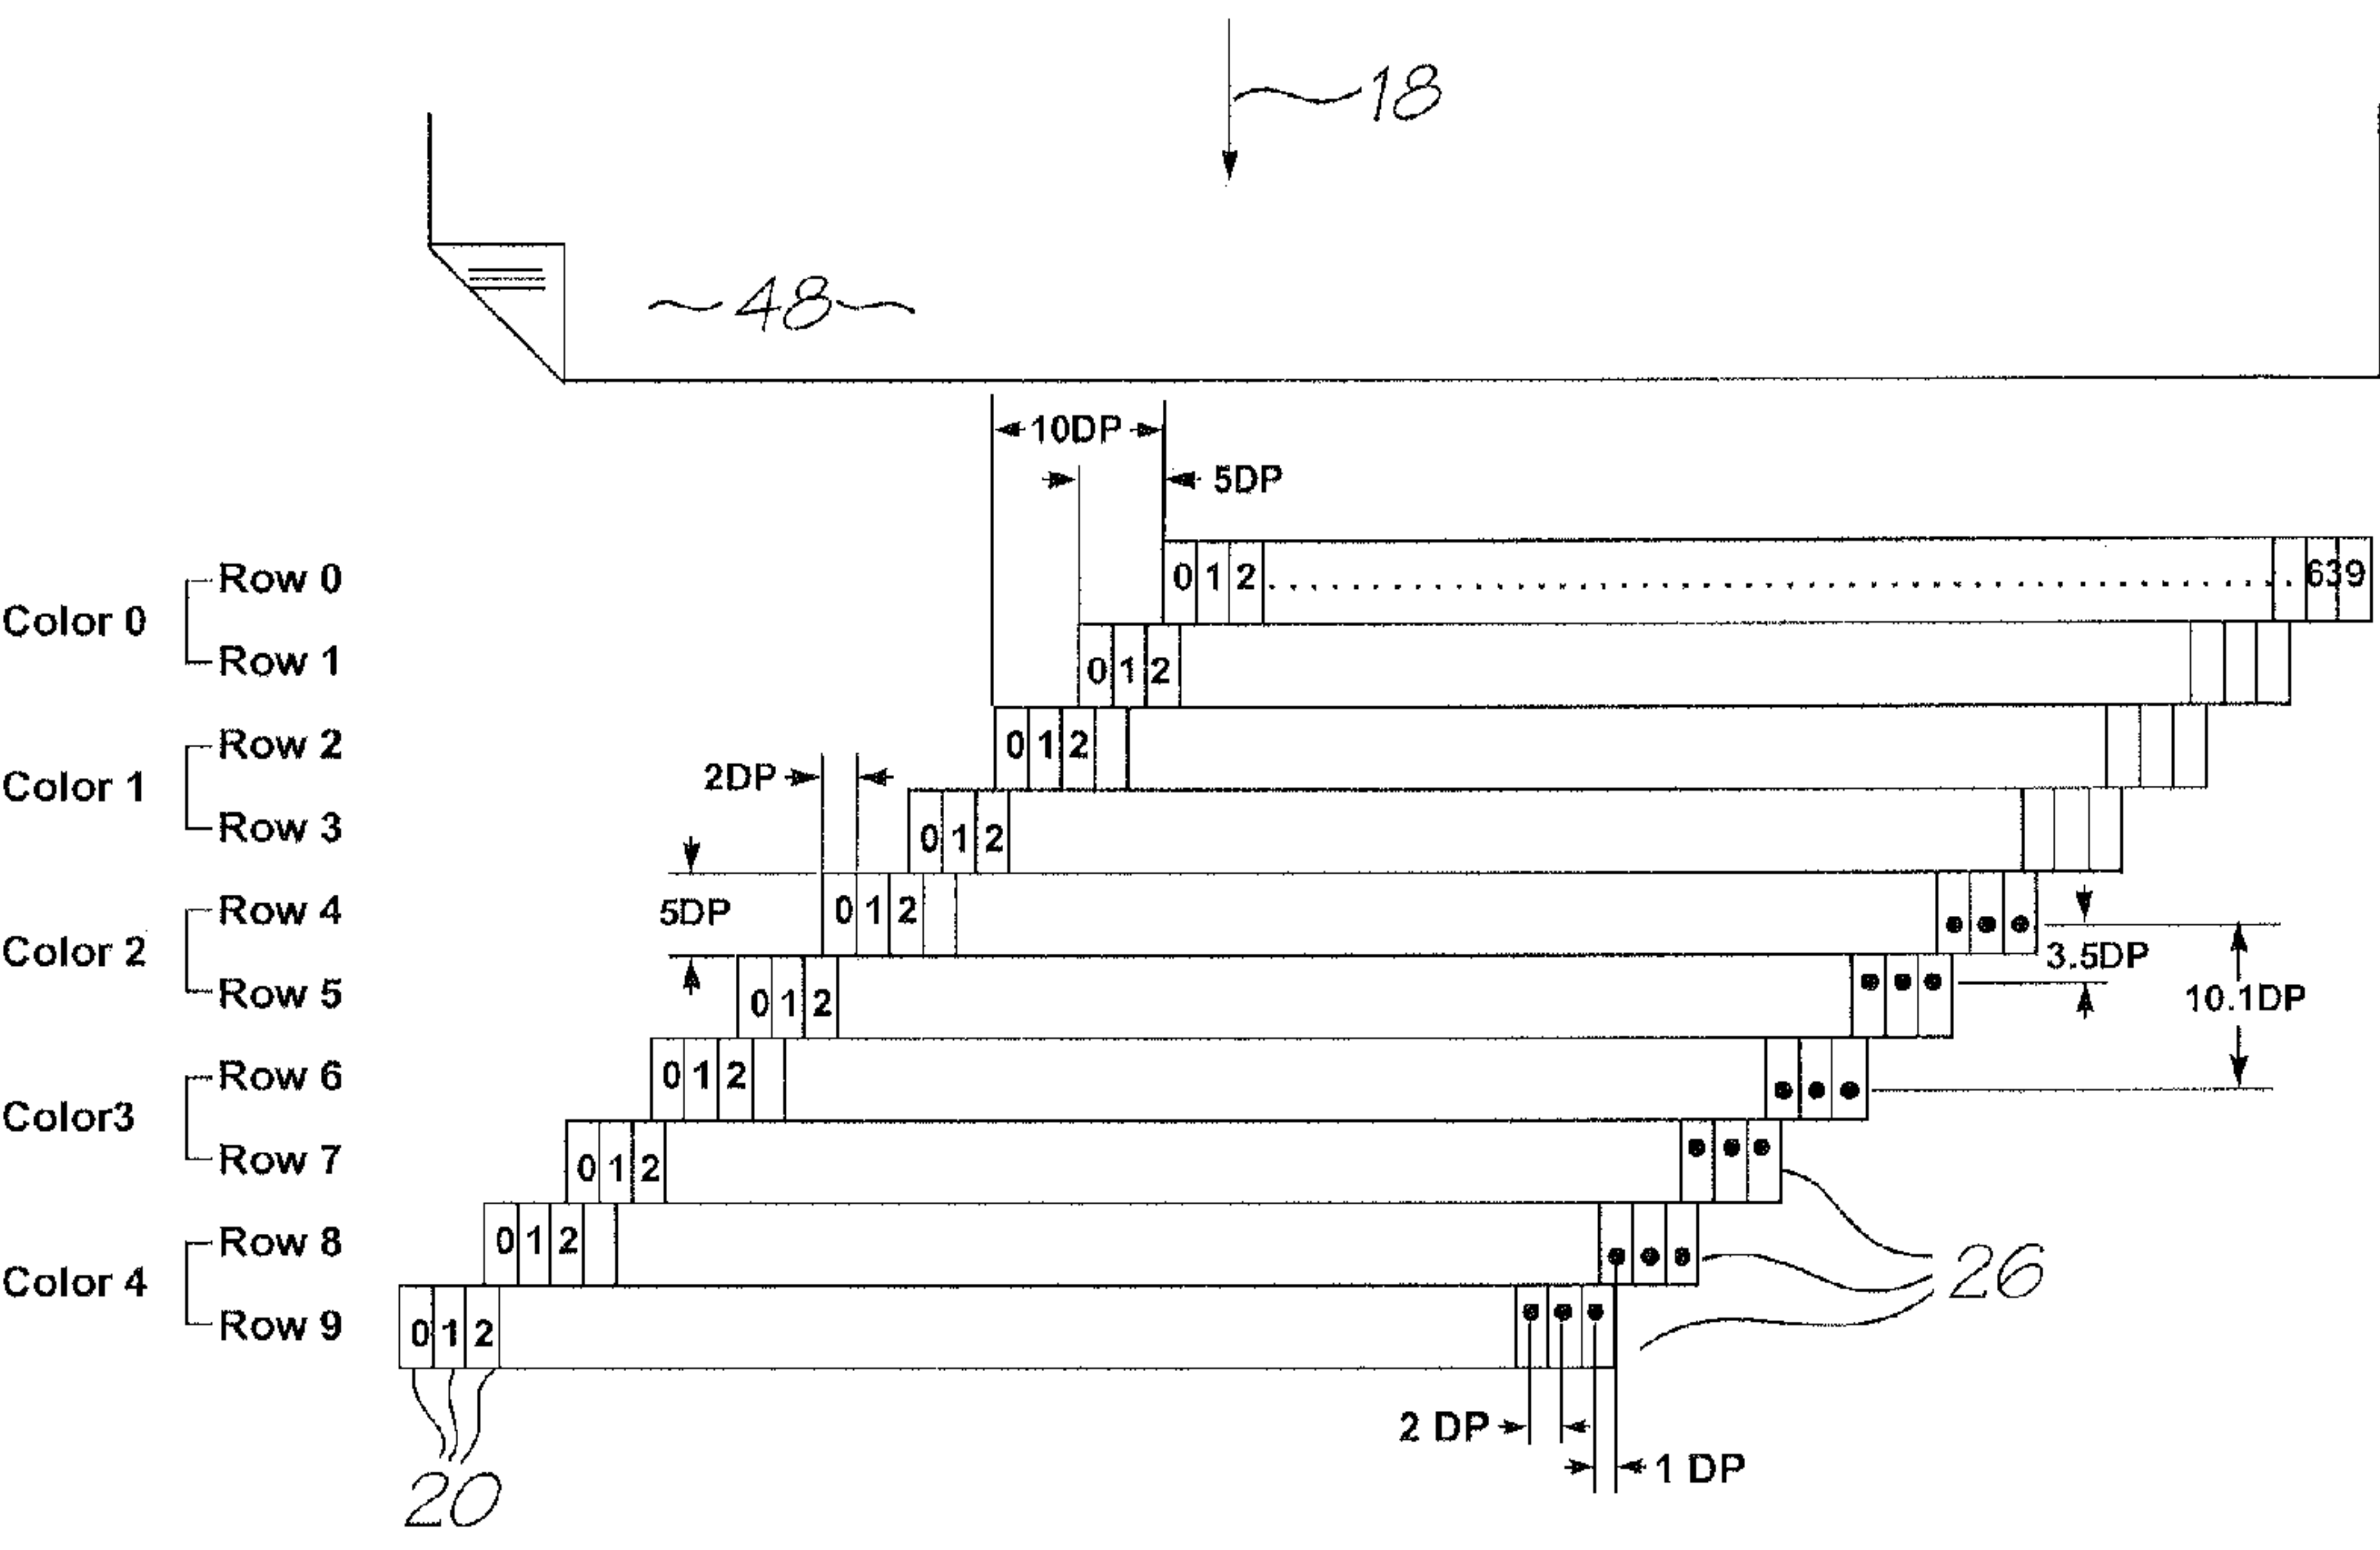 18
48
10DP
5DP
Color 0
Row 0
0 1 2 639
Row 1
0 1 2
Color 1
Row 2
0 1 2
2DP
Row 3
0 1 2
Color 2
Row 4
5DP
0 1 2
3.5DP
Row 5
0 1 2
10.1DP
Color3
Row 6
0 1 2
Row 7
0 1 2
Color 4
Row 8
0 1 2
26
Row 9
0 1 2
2 DP
1 DP
20